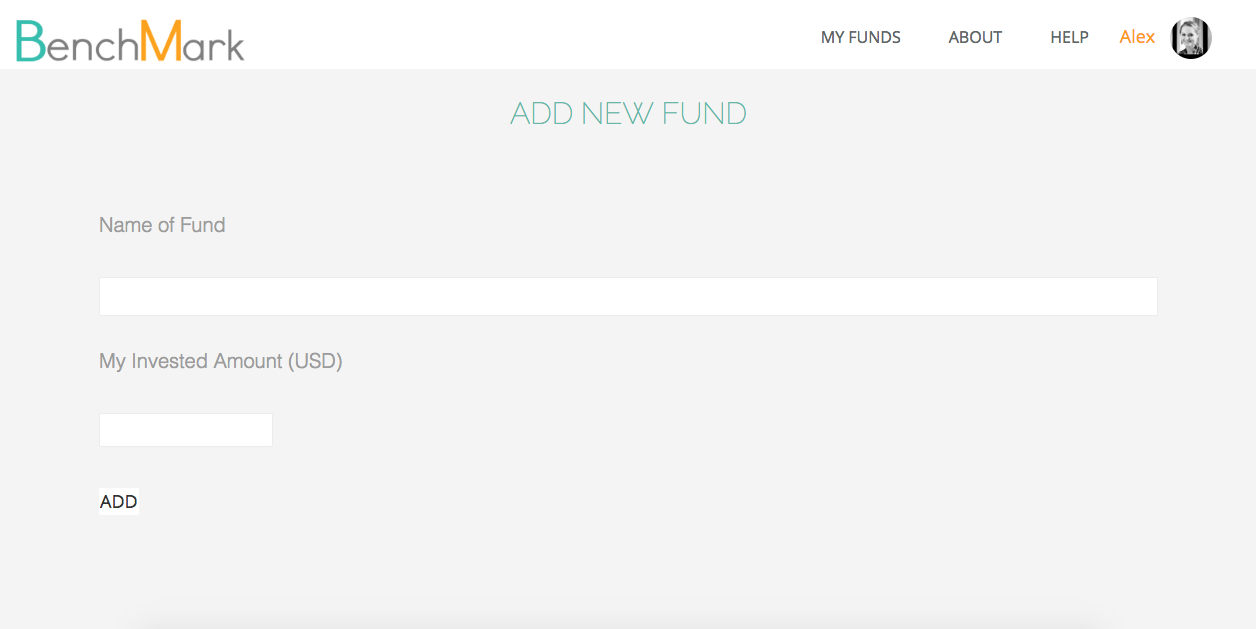 BenchMark
MY FUNDS ABOUT HELP Alex
ADD NEW FUND
Name of Fund
My Invested Amount (USD)
ADD